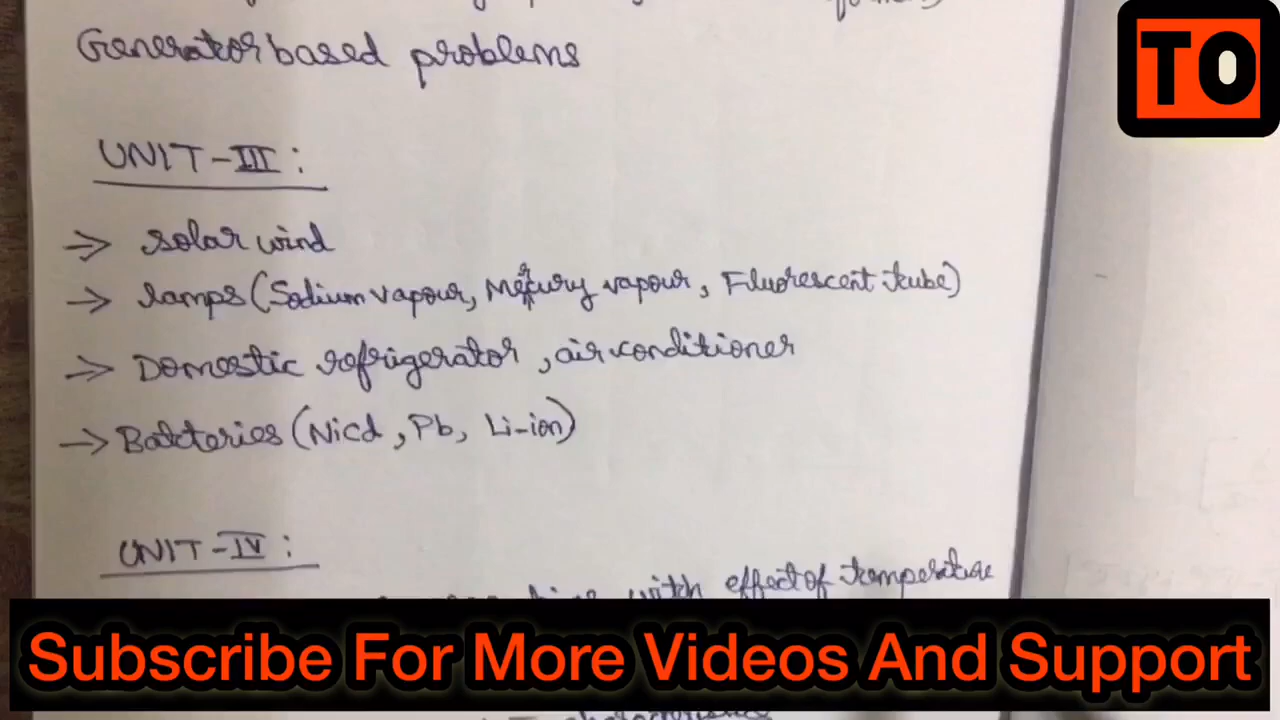 TO
Generator based problems
UNIT-III:
→ solar wind
→ lamps (Sodium vapour, Mercury vapour, Fluorescent tube)
→ Domestic refrigerator, air conditioner
→ Batteries (Nicd, Pb, Li-ion)
UNIT-IV:
with effect of temperature
Subscribe For More Videos And Support